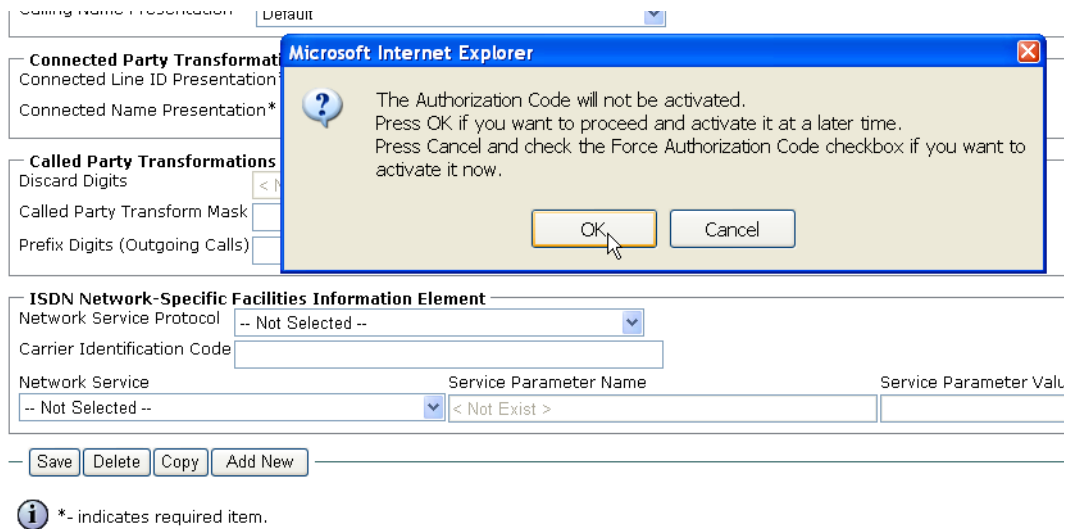 Calling Name Presentation Default
Microsoft Internet Explorer
Connected Party Transformati
Connected Line ID Presentation
Connected Name Presentation*
The Authorization Code will not be activated.
Press OK if you want to proceed and activate it at a later time.
Press Cancel and check the Force Authorization Code checkbox if you want to
activate it now.
OK Cancel
Called Party Transformations
Discard Digits < N
Called Party Transform Mask
Prefix Digits (Outgoing Calls)
ISDN Network-Specific Facilities Information Element
Network Service Protocol -- Not Selected --
Carrier Identification Code
Network Service Service Parameter Name Service Parameter Valu
-- Not Selected -- < Not Exist >
Save Delete Copy Add New
i *- indicates required item.